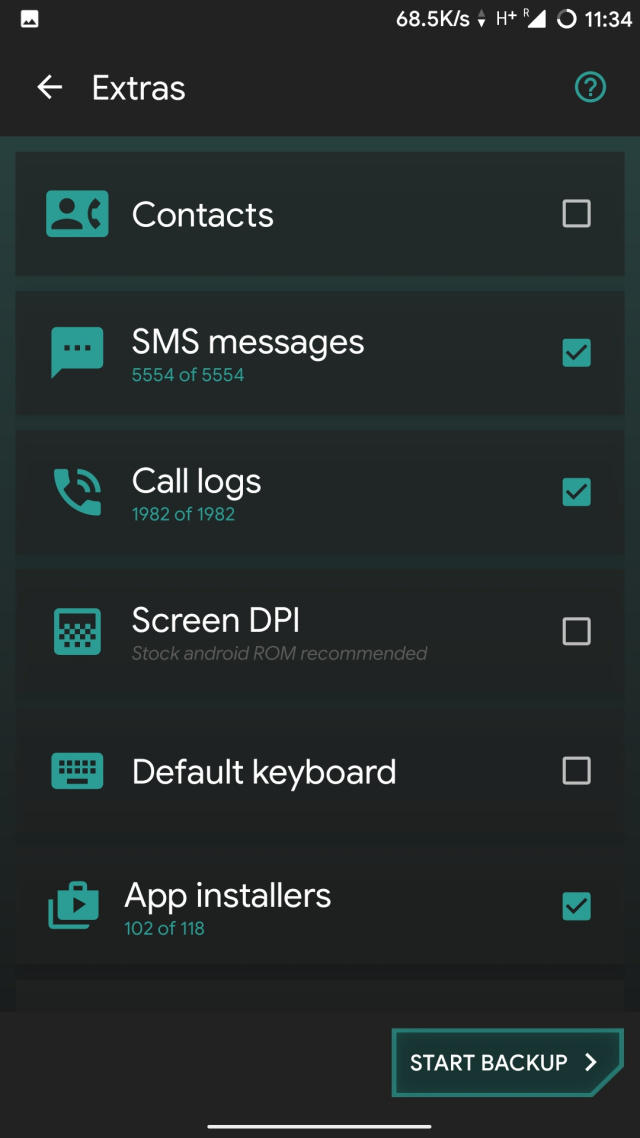 68.5K/s H+ R 11:34
Extras
Contacts
SMS messages
5554 of 5554
Call logs
1982 of 1982
Screen DPI
Stock android ROM recommended
Default keyboard
App installers
102 of 118
START BACKUP